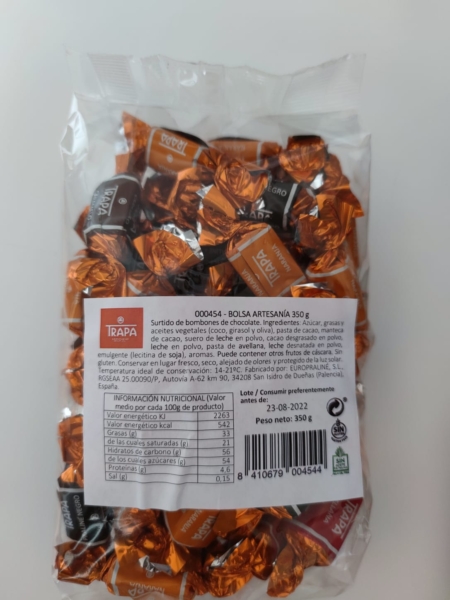 TRAPA
NEGRO
TRAPA
TRAPA
TRAPA
TRAPA
000454 - BOLSA ARTESANÍA 350 g
Surtido de bombones de chocolate. Ingredientes: Azúcar, grasas y
aceites vegetales (coco, girasol y oliva), pasta de cacao, manteca
de cacao, suero de leche en polvo, cacao desgrasado en polvo,
leche en polvo, pasta de avellana, leche desnatada en polvo,
emulgente (lecitina de soja), aromas. Puede contener otros frutos de cáscara. Sin
gluten. Conservar en lugar fresco, seco, alejado de olores y protegido de la luz solar.
Temperatura ideal de conservación: 14-21ºC. Fabricado por: EUROPRALINE, S.L.,
RGSEAA 25.00090/P, Autovía A-62 km 90, 34208 San Isidro de Dueñas (Palencia),
España.
INFORMACIÓN NUTRICIONAL (Valor
medio por cada 100g de producto)
Valor energético KJ 2263
Valor energético kcal 542
Grasas (g) 33
de las cuales saturadas (g) 21
Hidratos de carbono (g) 56
de los cuales azúcares (g) 54
Proteínas (g) 4,6
Sal (g) 0,15
Lote / Consumir preferentemente
antes de:
23-08-2022
Peso neto: 350 g
SIN
SIN
8 410679 004544
TRAPA